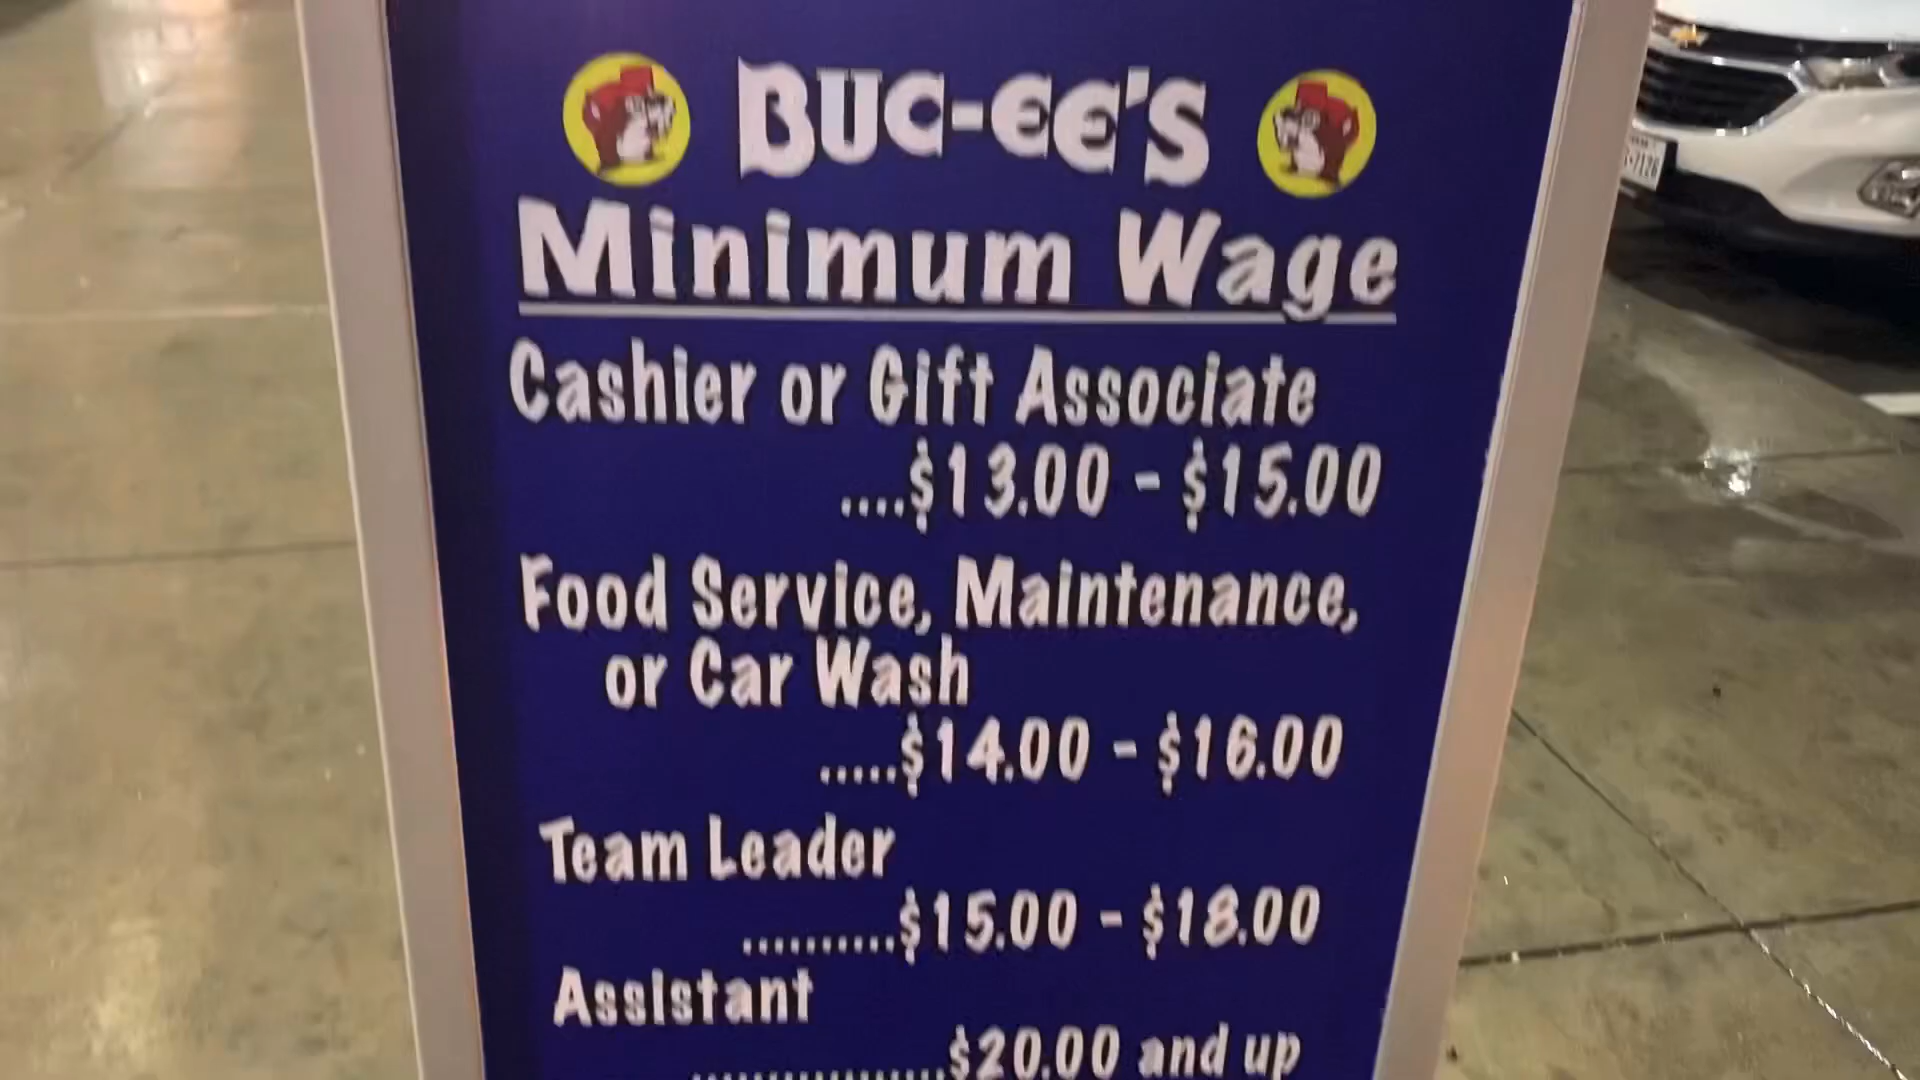 BUC-EE'S
Minimum Wage
Cashier or Gift Associate
....$13.00 - $15.00
Food Service, Maintenance,
or Car Wash
.....$14.00 - $16.00
Team Leader
..........$15.00 - $18.00
Assistant
................$20.00 and up